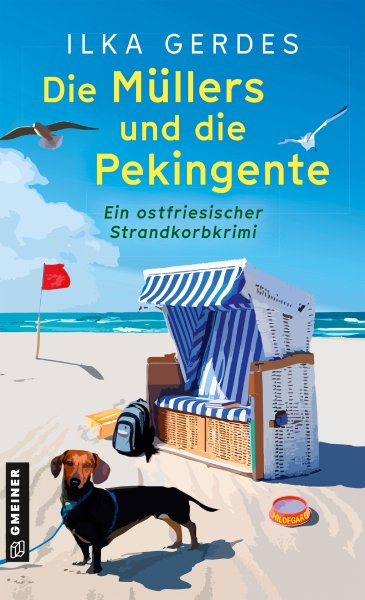 ILKA GERDES
Die Müllers
und die
Pekingente
Ein ostfriesischer
Strandkorbkrimi
HILDEGARD
GMEINER